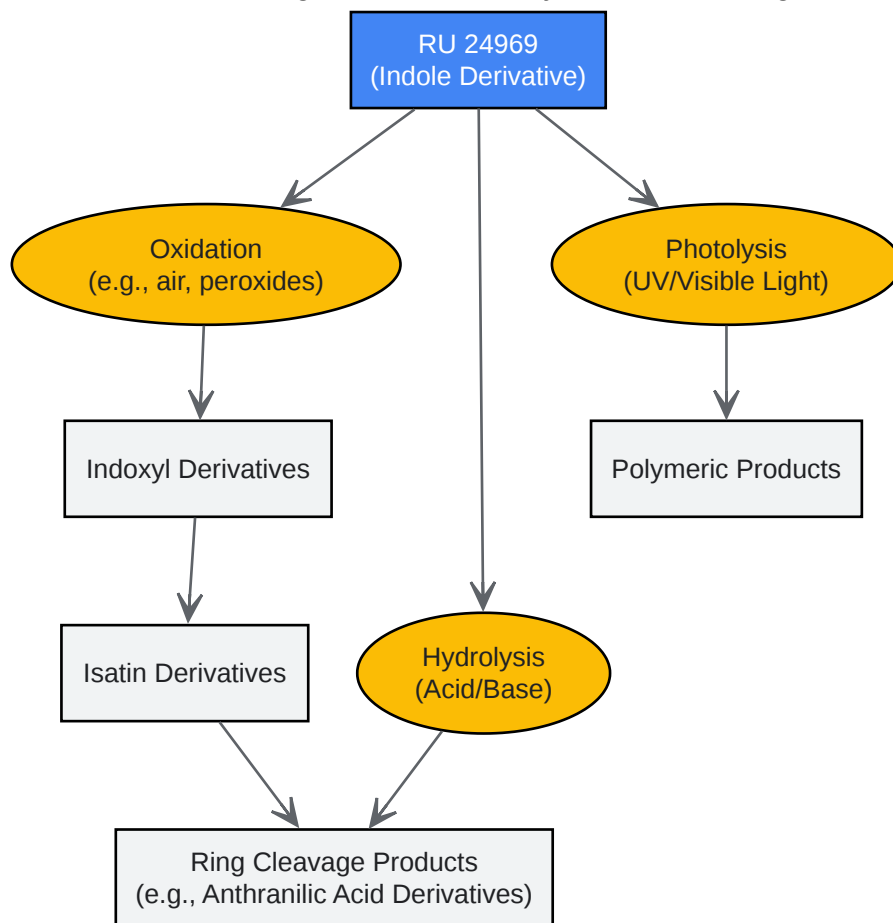 RU 24969
(Indole Derivative)
Oxidation
(e.g., air, peroxides)
Photolysis
(UV/Visible Light)
Indoxyl Derivatives
Polymeric Products
Isatin Derivatives
Hydrolysis
(Acid/Base)
Ring Cleavage Products
(e.g., Anthranilic Acid Derivatives)